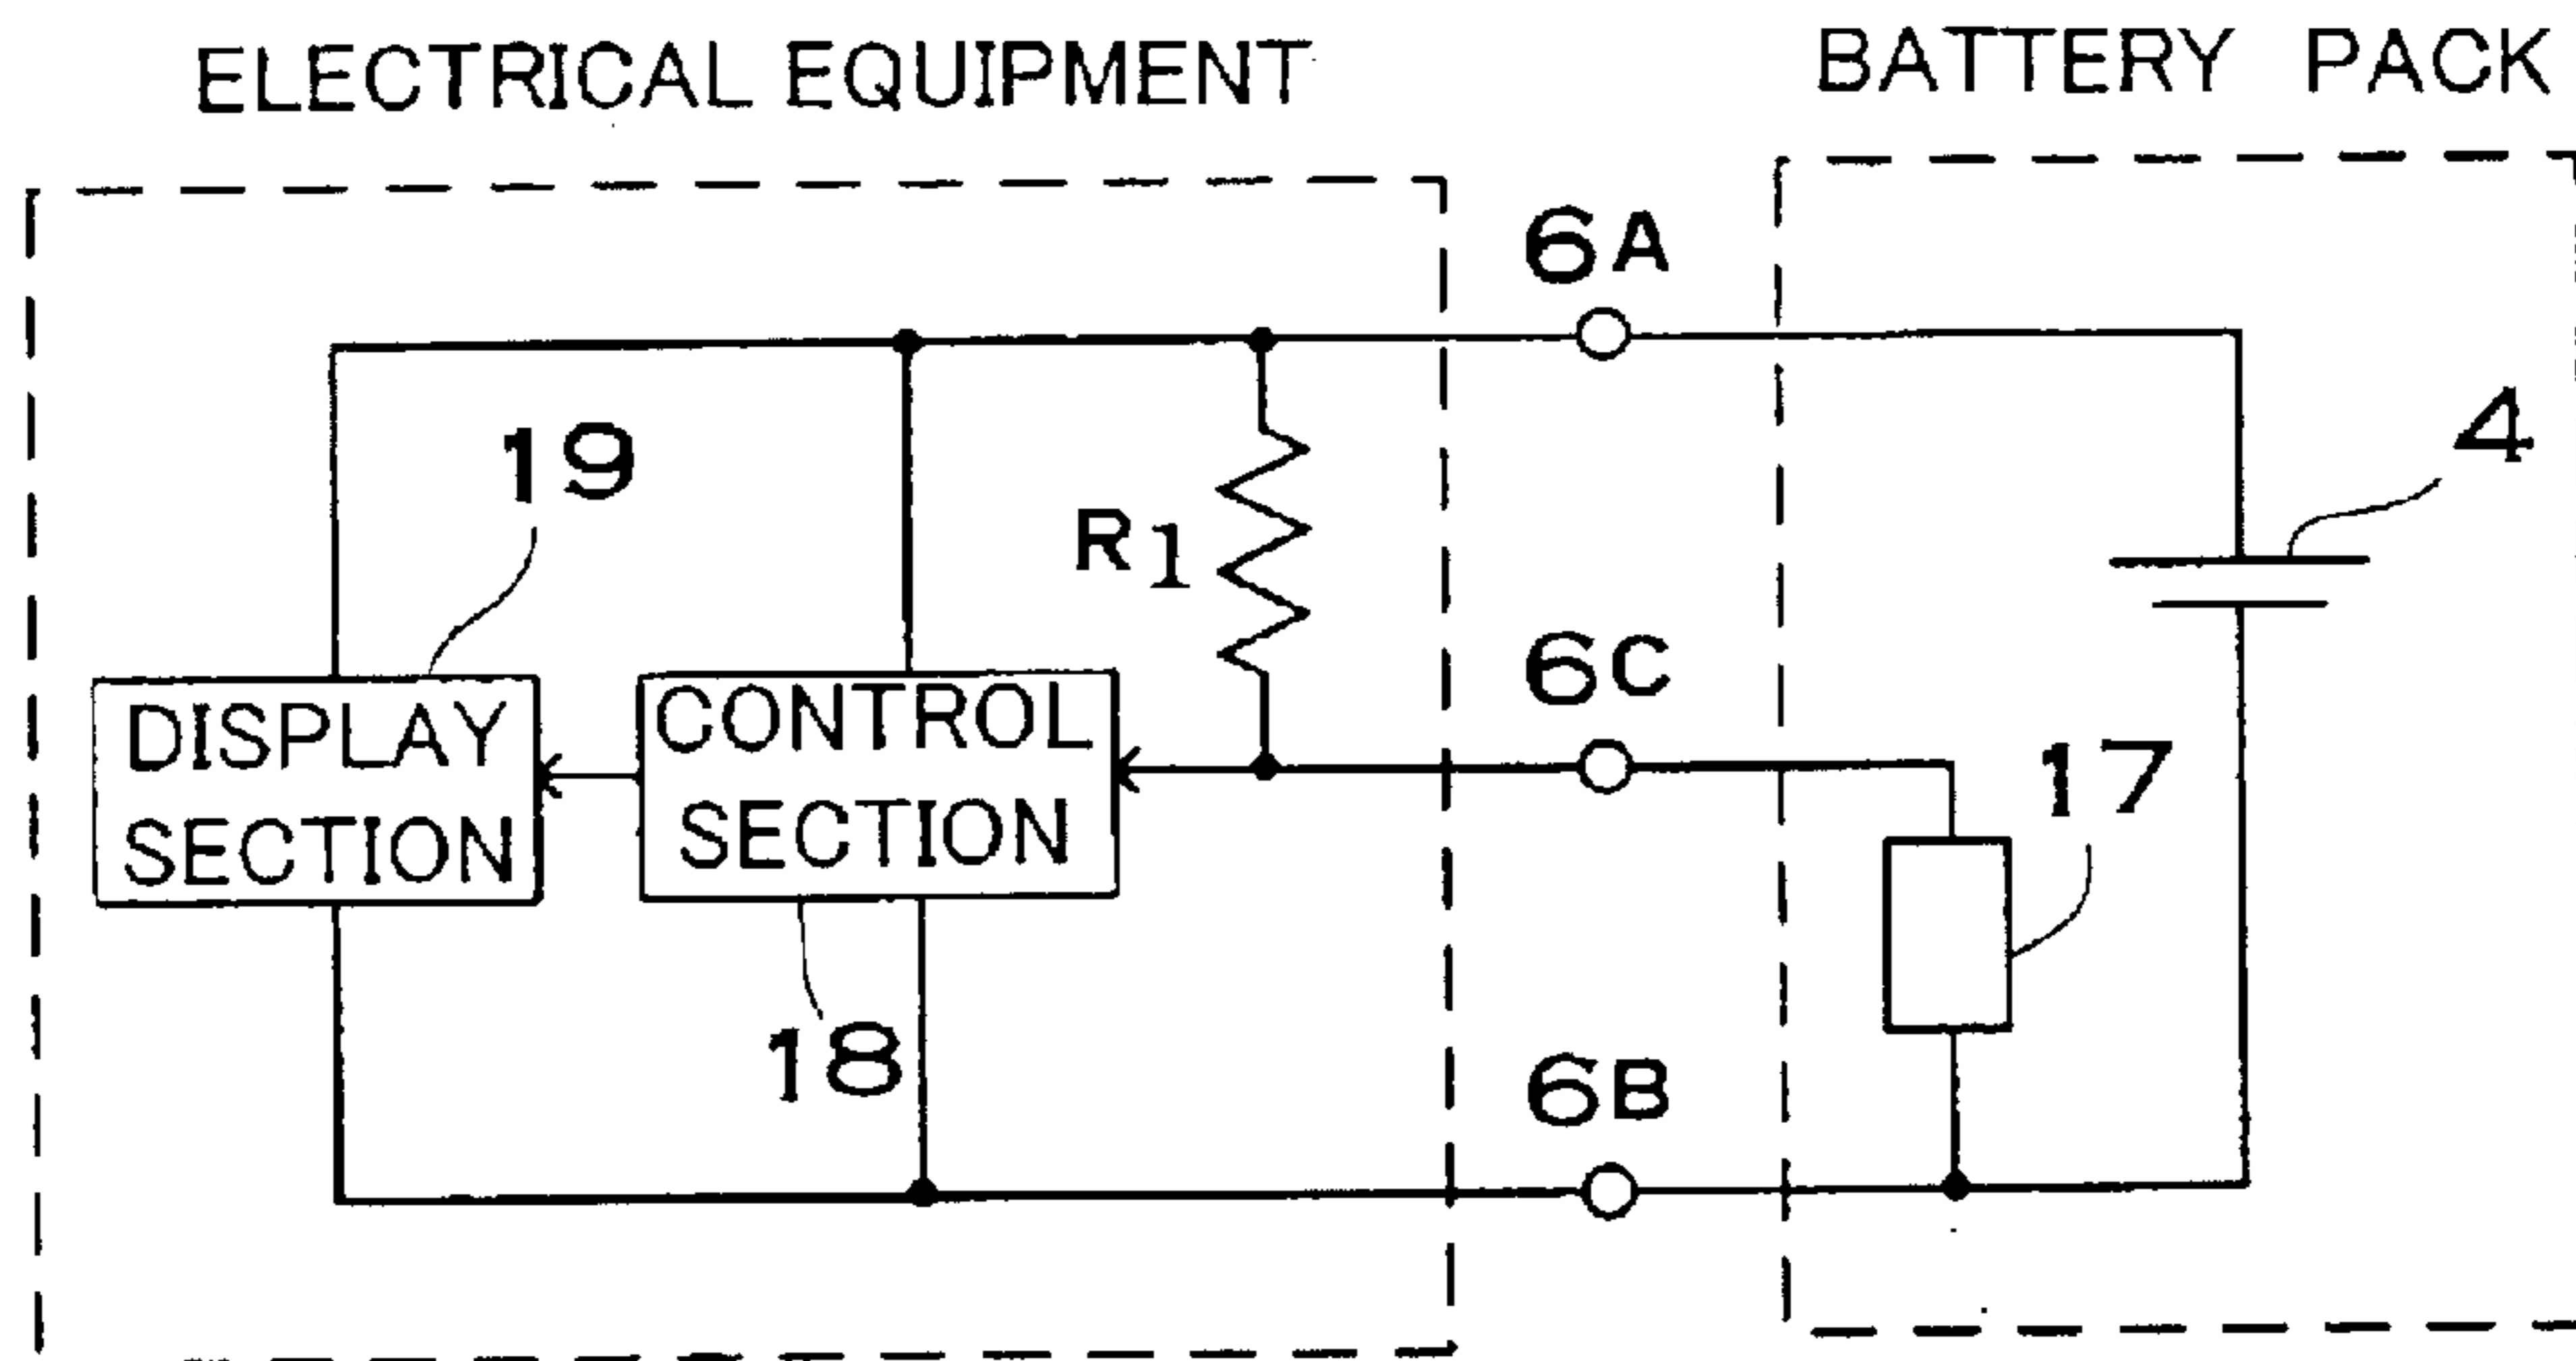 ELECTRICAL EQUIPMENT
BATTERY PACK
6A
4
19
R1
6C
DISPLAY
SECTION
CONTROL
SECTION
17
18
6B